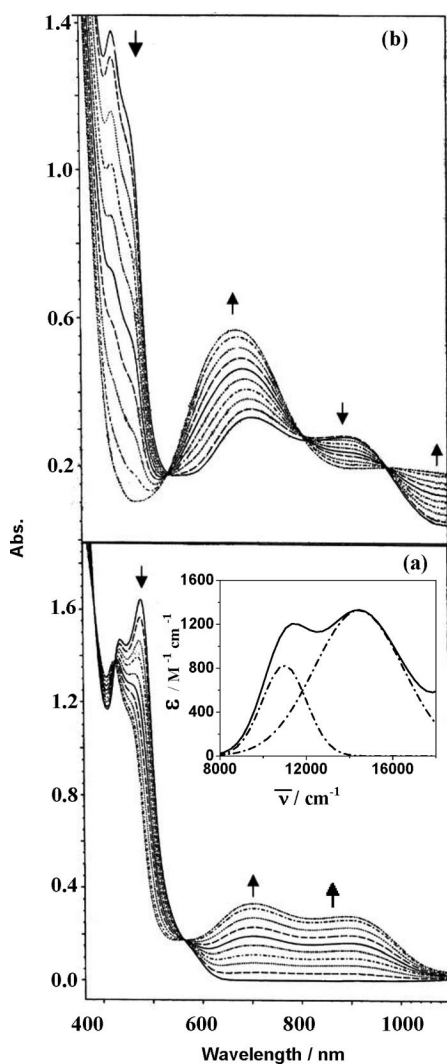 (b)
1.4
1.0
0.6
0.2
Abs.
(a)
1.6
1.2
0.8
0.4
0.0
1600
1200
800
400
0
ε / M⁻¹ cm⁻¹
8000 12000 16000
ν̅ / cm⁻¹
400 600 800 1000
Wavelength / nm